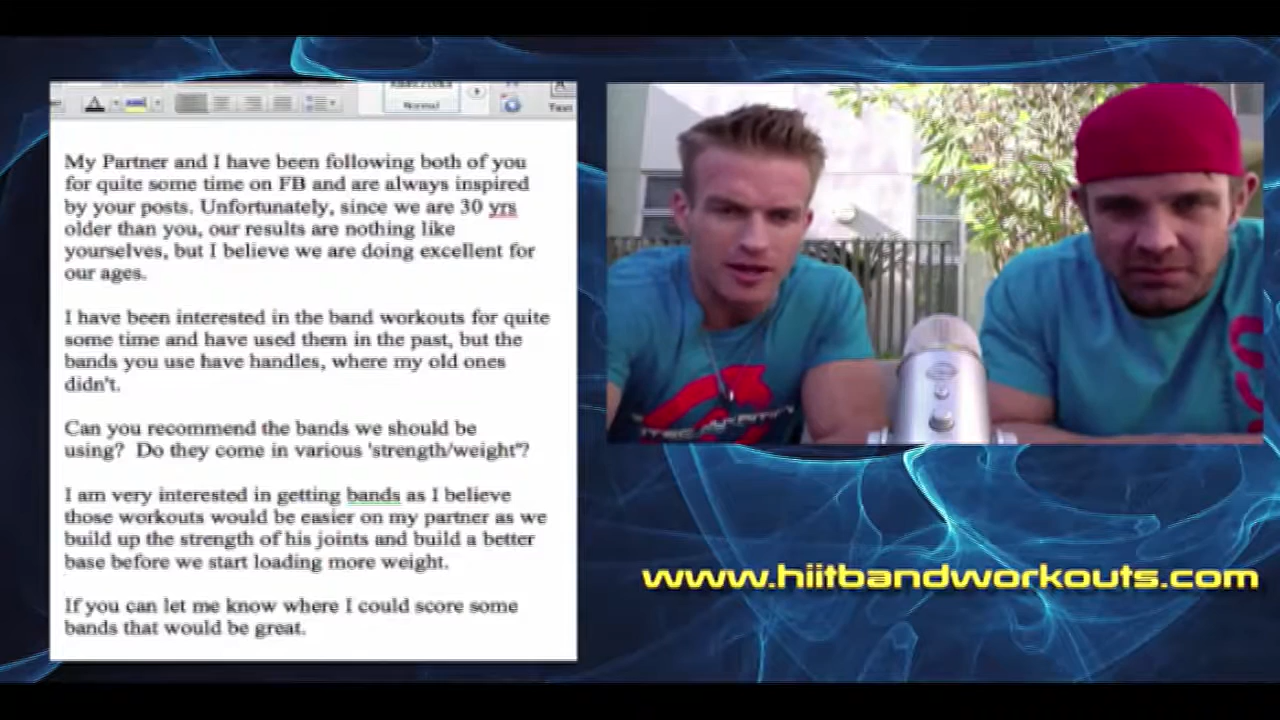 Normal
Text
My Partner and I have been following both of you
for quite some time on FB and are always inspired
by your posts. Unfortunately, since we are 30 yrs
older than you, our results are nothing like
yourselves, but I believe we are doing excellent for
our ages.
I have been interested in the band workouts for quite
some time and have used them in the past, but the
bands you use have handles, where my old ones
didn't.
Can you recommend the bands we should be
using? Do they come in various 'strength/weight"?
I am very interested in getting bands as I believe
those workouts would be easier on my partner as we
build up the strength of his joints and build a better
base before we start loading more weight.
If you can let me know where I could score some
bands that would be great.
www.hiitbandworkouts.com